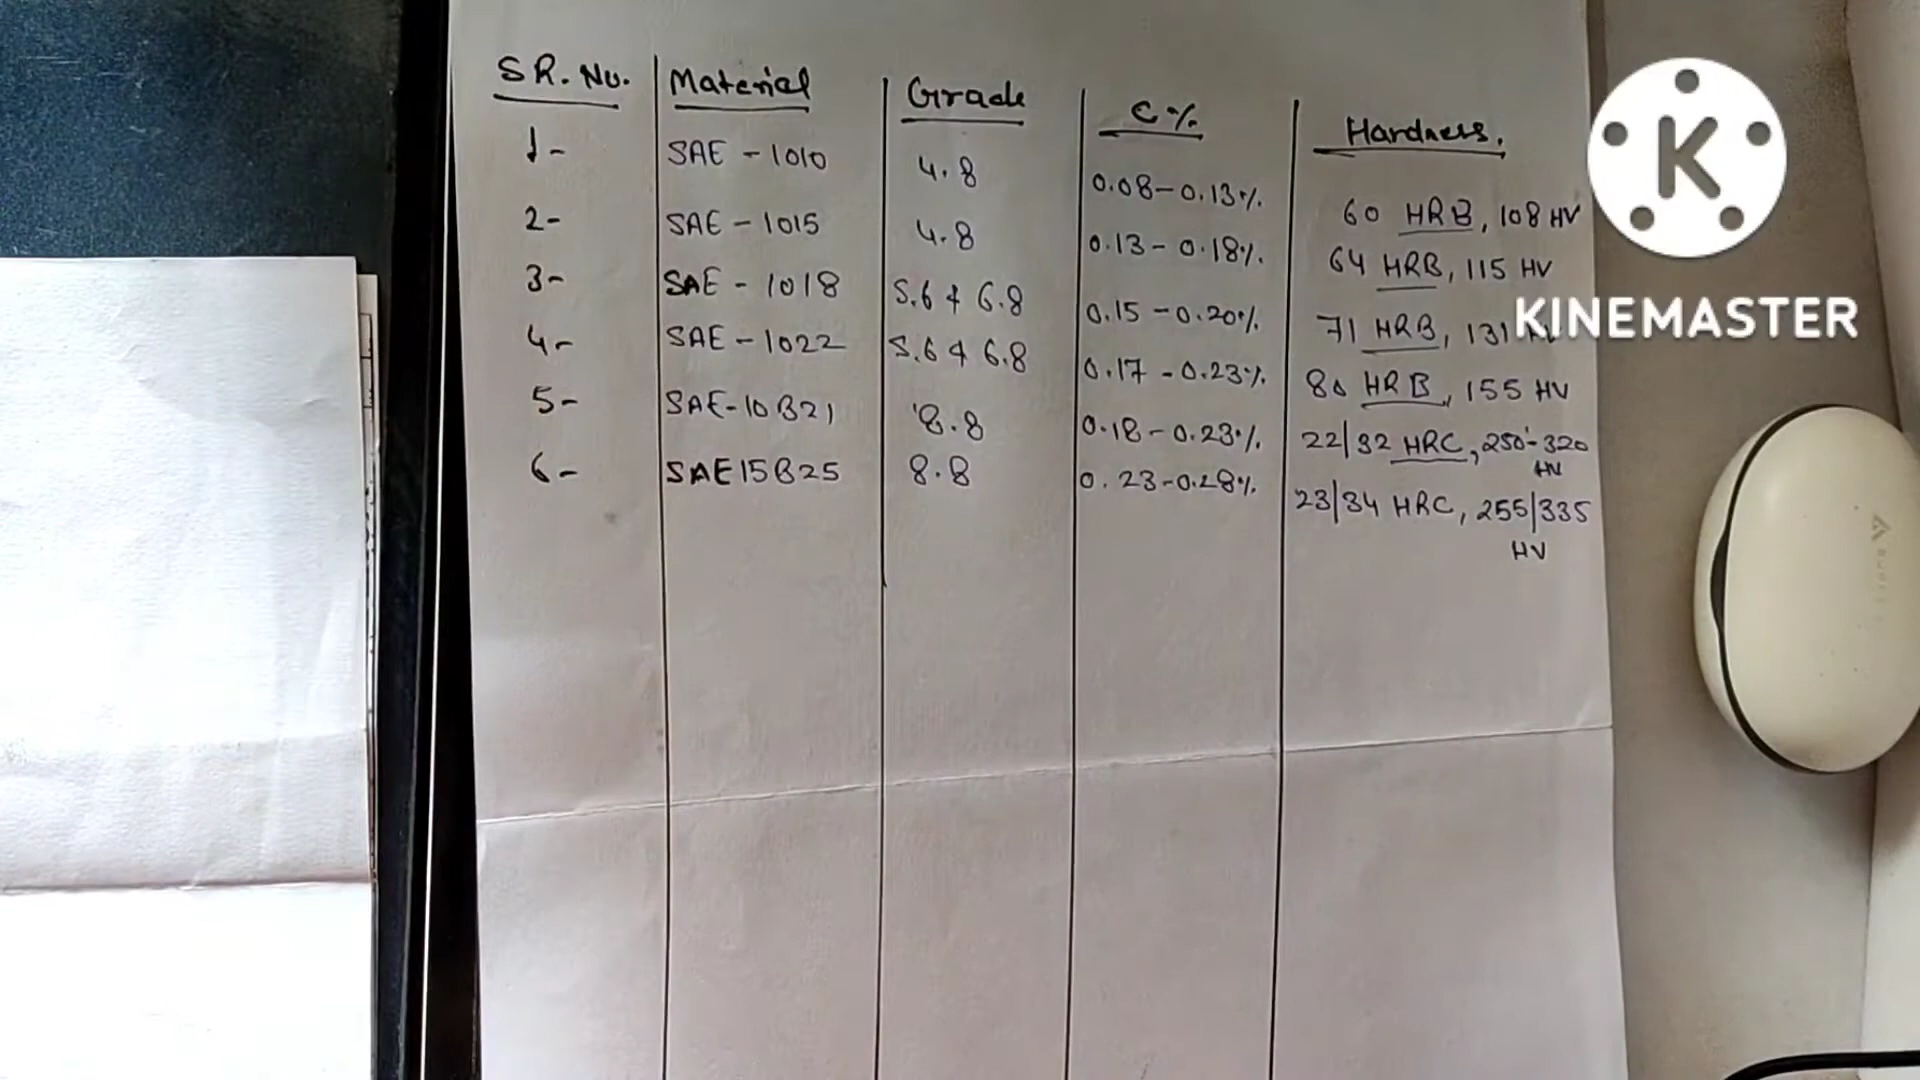 SR. No. Material Grade C% Hardness.
1- SAE - 1010 4.8 0.08-0.13% 60 HRB, 108 HV
2- SAE - 1015 4.8 0.13-0.18% 64 HRB, 115 HV
3- SAE - 1018 5.6 & 6.8 0.15-0.20% 71 HRB, 131 HV
4- SAE - 1022 5.6 & 6.8 0.17-0.23% 80 HRB, 155 HV
5- SAE-10B21 8.8 0.18-0.23% 22/32 HRC, 250-320
HV
6- SAE15B25 8.8 0.23-0.28% 23/34 HRC, 255/335
HV
K
KINEMASTER